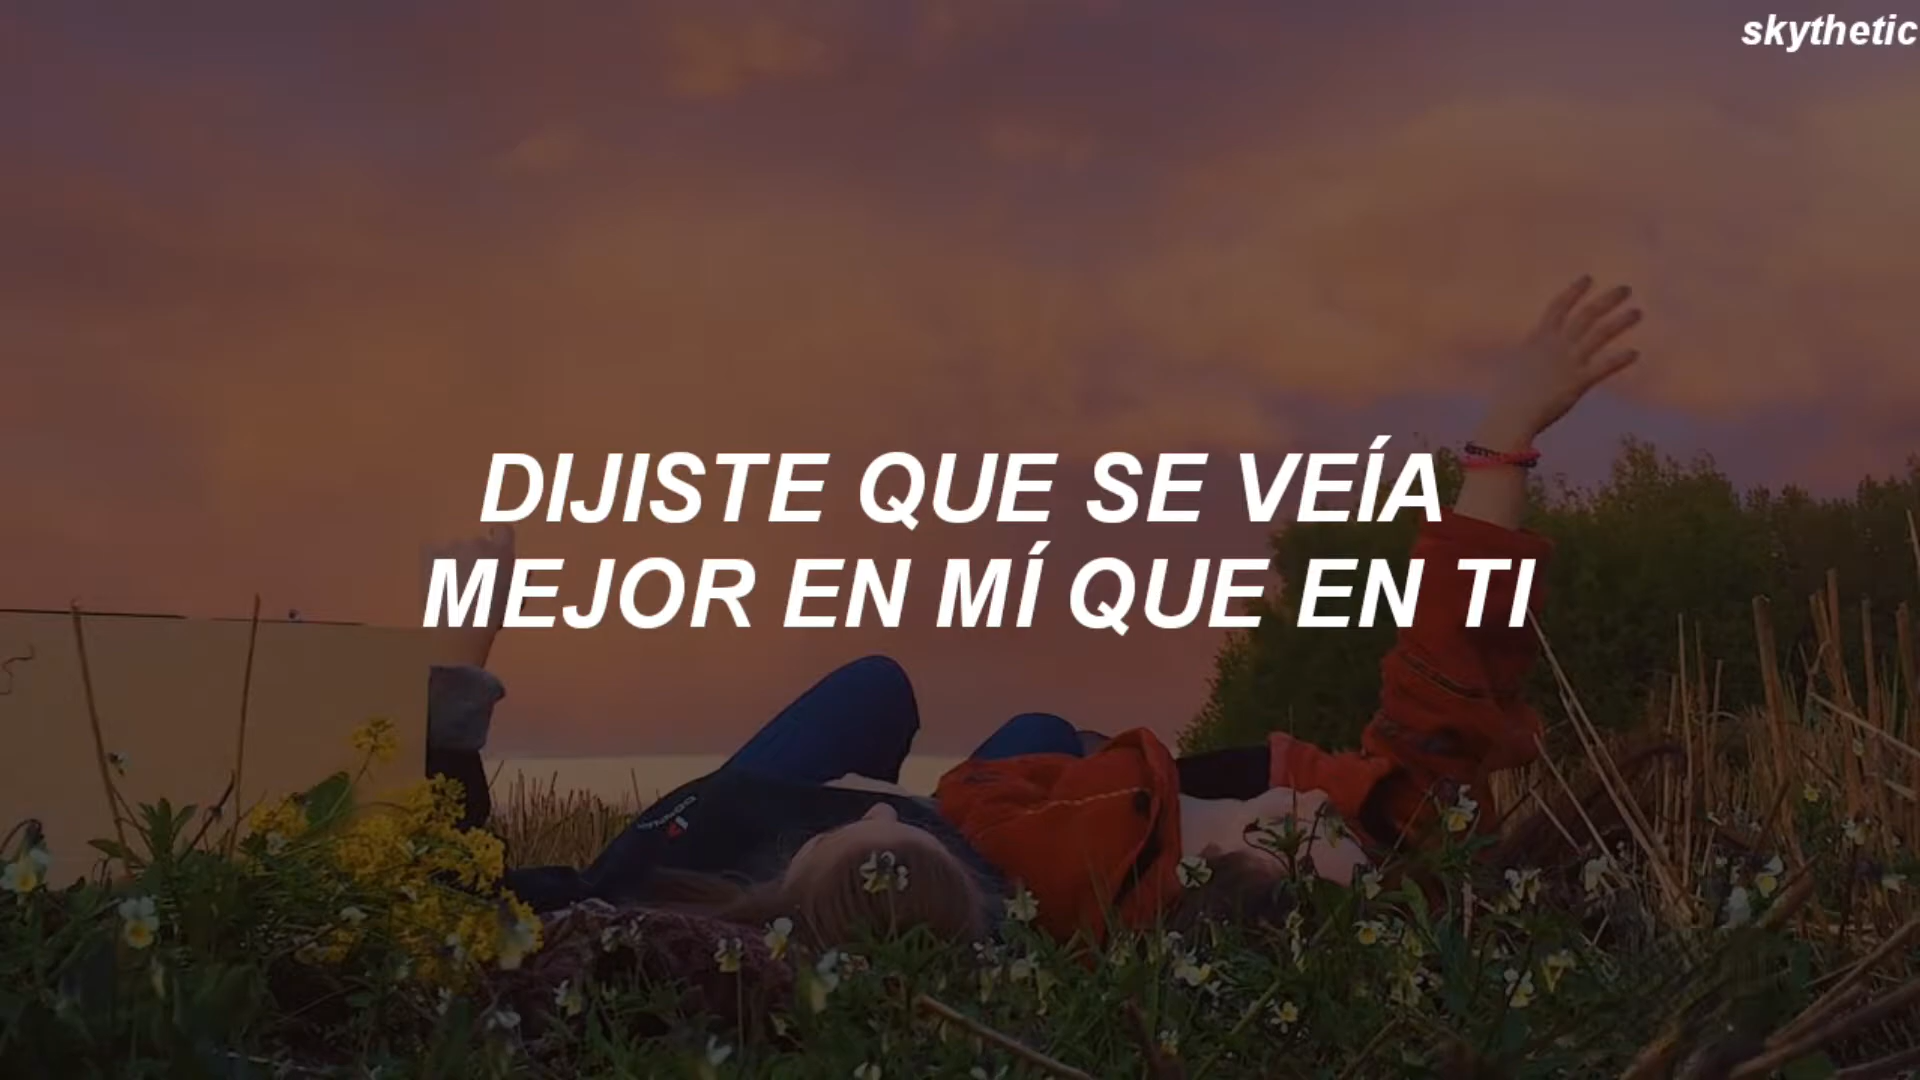 skythetic
DIJISTE QUE SE VEÍA
MEJOR EN MÍ QUE EN TI